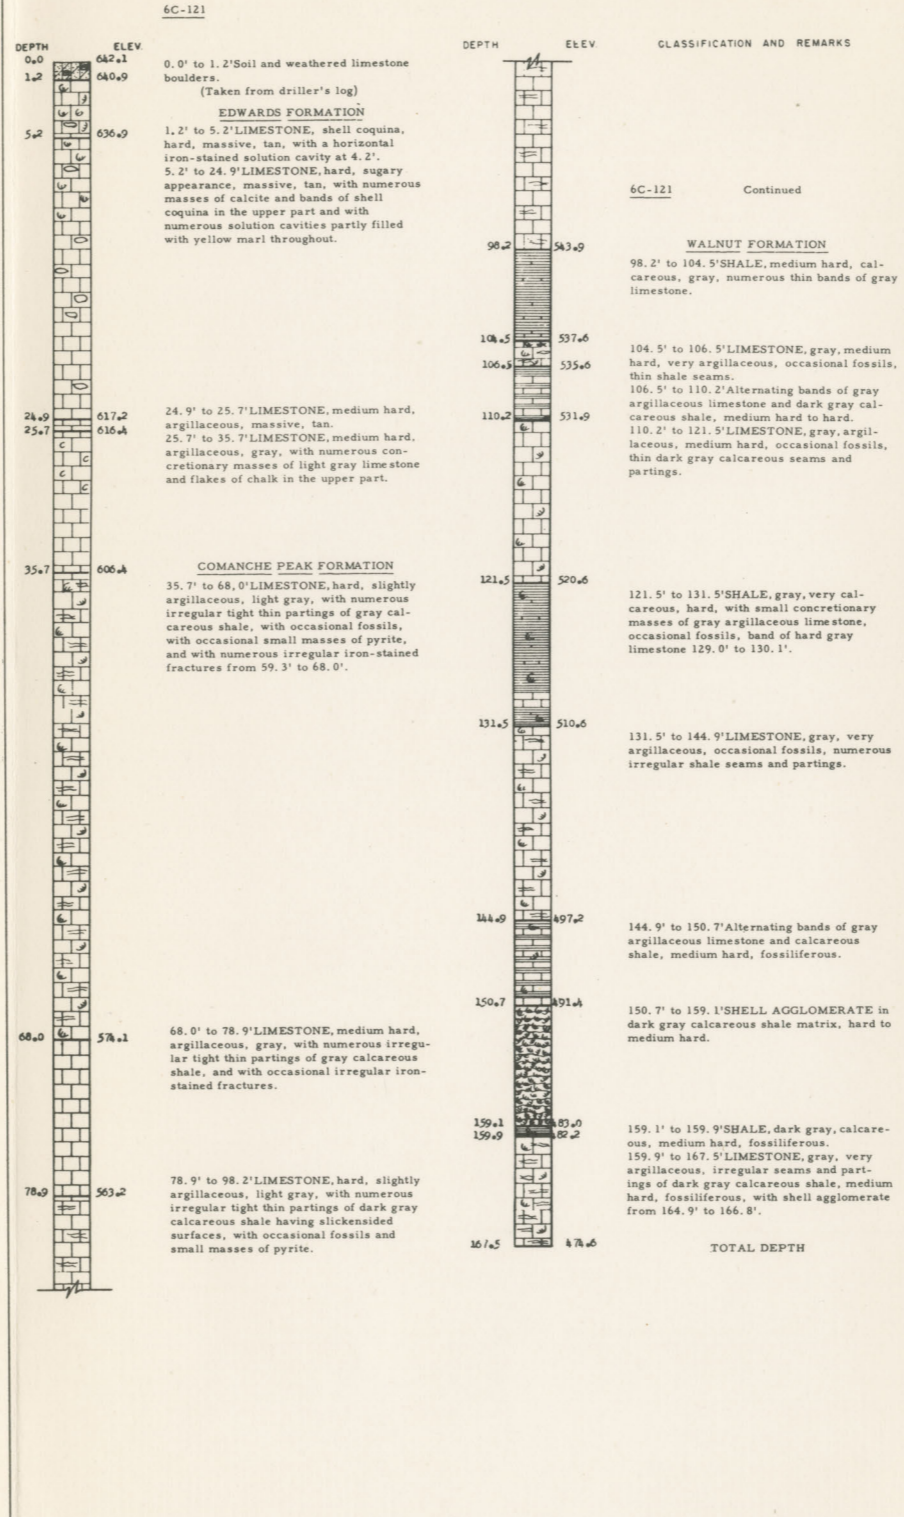 6C-121
DEPTH ELEV.
0.0 642.1
0.0' to 1.2'Soil and weathered limestone
boulders.
1.2 640.9
(Taken from driller's log)
EDWARDS FORMATION
5.2 636.9
1.2' to 5.2'LIMESTONE, shell coquina,
hard, massive, tan, with a horizontal
iron-stained solution cavity at 4.2'.
5.2' to 24.9'LIMESTONE,hard, sugary
appearance, massive, tan, with numerous
masses of calcite and bands of shell
coquina in the upper part and with
numerous solution cavities partly filled
with yellow marl throughout.
24.9 617.2
25.7 616.4
24.9' to 25.7'LIMESTONE,medium hard,
argillaceous, massive, tan.
25.7' to 35.7'LIMESTONE,medium hard,
argillaceous, gray, with numerous con-
cretionary masses of light gray limestone
and flakes of chalk in the upper part.
35.7 606.4
COMANCHE PEAK FORMATION
35.7' to 68.0'LIMESTONE,hard, slightly
argillaceous, light gray, with numerous
irregular tight thin partings of gray cal-
careous shale, with occasional fossils,
with occasional small masses of pyrite,
and with numerous irregular iron-stained
fractures from 59.3' to 68.0'.
68.0 574.1
68.0' to 78.9'LIMESTONE,medium hard,
argillaceous, gray, with numerous irregu-
lar tight thin partings of gray calcareous
shale, and with occasional irregular iron-
stained fractures.
78.9 563.2
78.9' to 98.2'LIMESTONE,hard, slightly
argillaceous, light gray, with numerous
irregular tight thin partings of dark gray
calcareous shale having slickensided
surfaces, with occasional fossils and
small masses of pyrite.
DEPTH ELEV. CLASSIFICATION AND REMARKS
6C-121 Continued
98.2 543.9
WALNUT FORMATION
98.2' to 104.5'SHALE,medium hard, cal-
careous, gray, numerous thin bands of gray
limestone.
104.5 537.6
106.5 535.6
104.5' to 106.5'LIMESTONE,gray, medium
hard, very argillaceous, occasional fossils,
thin shale seams.
106.5' to 110.2'Alternating bands of gray
argillaceous limestone and dark gray cal-
careous shale, medium hard to hard.
110.2 531.9
110.2' to 121.5'LIMESTONE,gray, argil-
laceous, medium hard, occasional fossils,
thin dark gray calcareous seams and
partings.
121.5 520.6
121.5' to 131.5'SHALE, gray, very cal-
careous, hard, with small concretionary
masses of gray argillaceous limestone,
occasional fossils, band of hard gray
limestone 129.0' to 130.1'.
131.5 510.6
131.5' to 144.9'LIMESTONE,gray, very
argillaceous, occasional fossils, numerous
irregular shale seams and partings.
144.9 497.2
144.9' to 150.7'Alternating bands of gray
argillaceous limestone and calcareous
shale, medium hard, fossiliferous.
150.7 491.4
150.7' to 159.1'SHELL AGGLOMERATE in
dark gray calcareous shale matrix, hard to
medium hard.
159.1 483.0
159.9 482.2
159.1' to 159.9'SHALE, dark gray, calcare-
ous, medium hard, fossiliferous.
159.9' to 167.5'LIMESTONE,gray, very
argillaceous, irregular seams and part-
ings of dark gray calcareous shale, medium
hard, fossiliferous, with shell agglomerate
from 164.9' to 166.8'.
167.5 474.6
TOTAL DEPTH